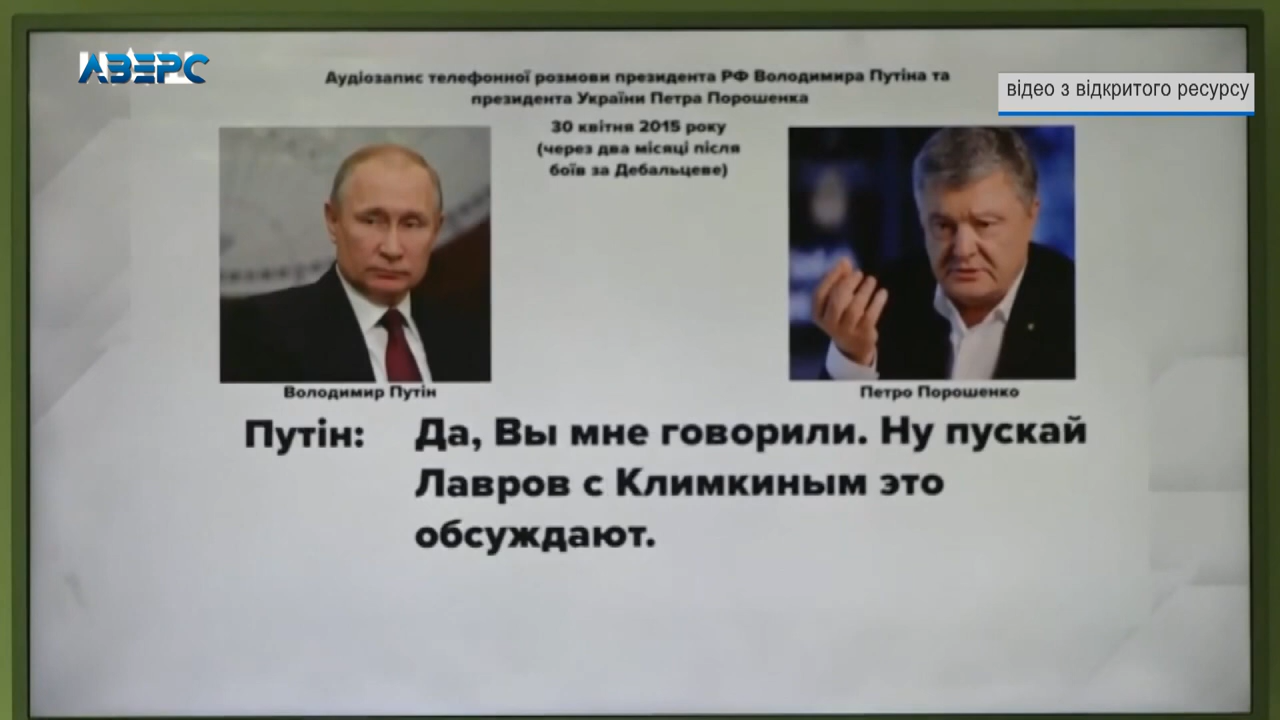 АВЕРС
відео з відкритого ресурсу
Аудіозапис телефонної розмови президента РФ Володимира Путіна та
президента України Петра Порошенка
30 квітня 2015 року
(через два місяці після
боїв за Дебальцеве)
Володимир Путін
Петро Порошенко
Путін: Да, Вы мне говорили. Ну пускай
Лавров с Климкиным это
обсуждают.